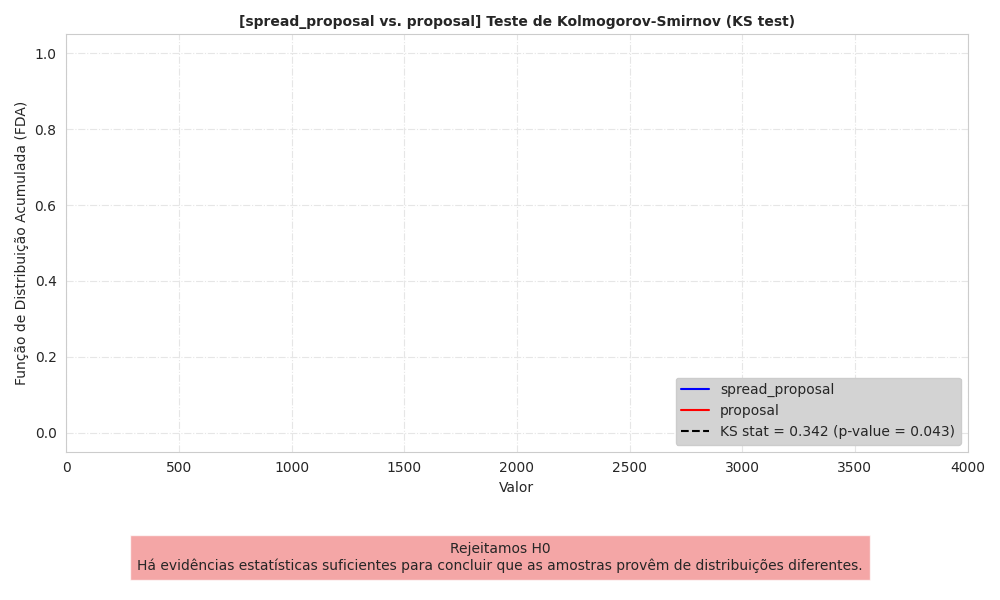 [spread_proposal vs. proposal] Teste de Kolmogorov-Smirnov (KS test)
Função de Distribuição Acumulada (FDA)
1.0
0.8
0.6
0.4
0.2
0.0
spread_proposal
proposal
KS stat = 0.342 (p-value = 0.043)
0 500 1000 1500 2000 2500 3000 3500 4000
Valor
Rejeitamos H0
Há evidências estatísticas suficientes para concluir que as amostras provêm de distribuições diferentes.